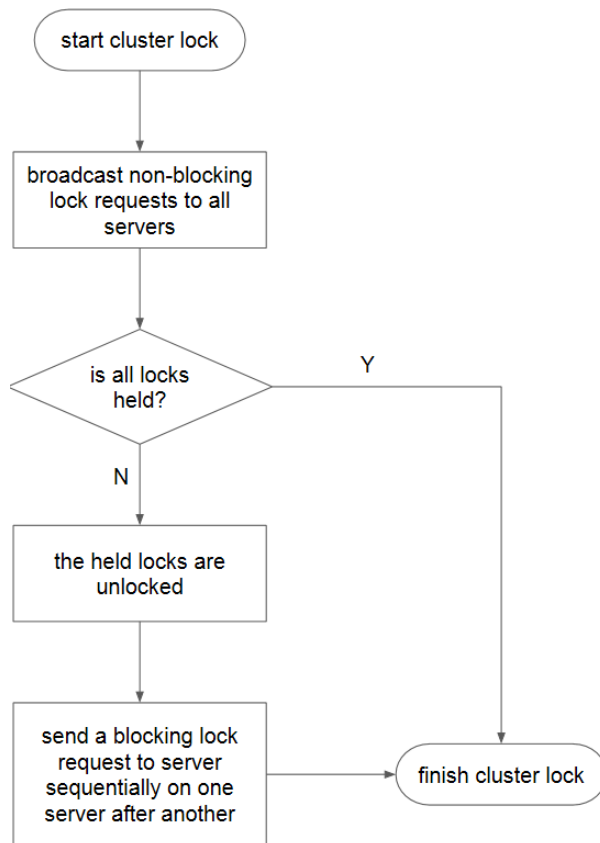 start cluster lock
broadcast non-blocking
lock requests to all
servers
is all locks
held?
Y
N
the held locks are
unlocked
send a blocking lock
request to server
sequentially on one
server after another
finish cluster lock